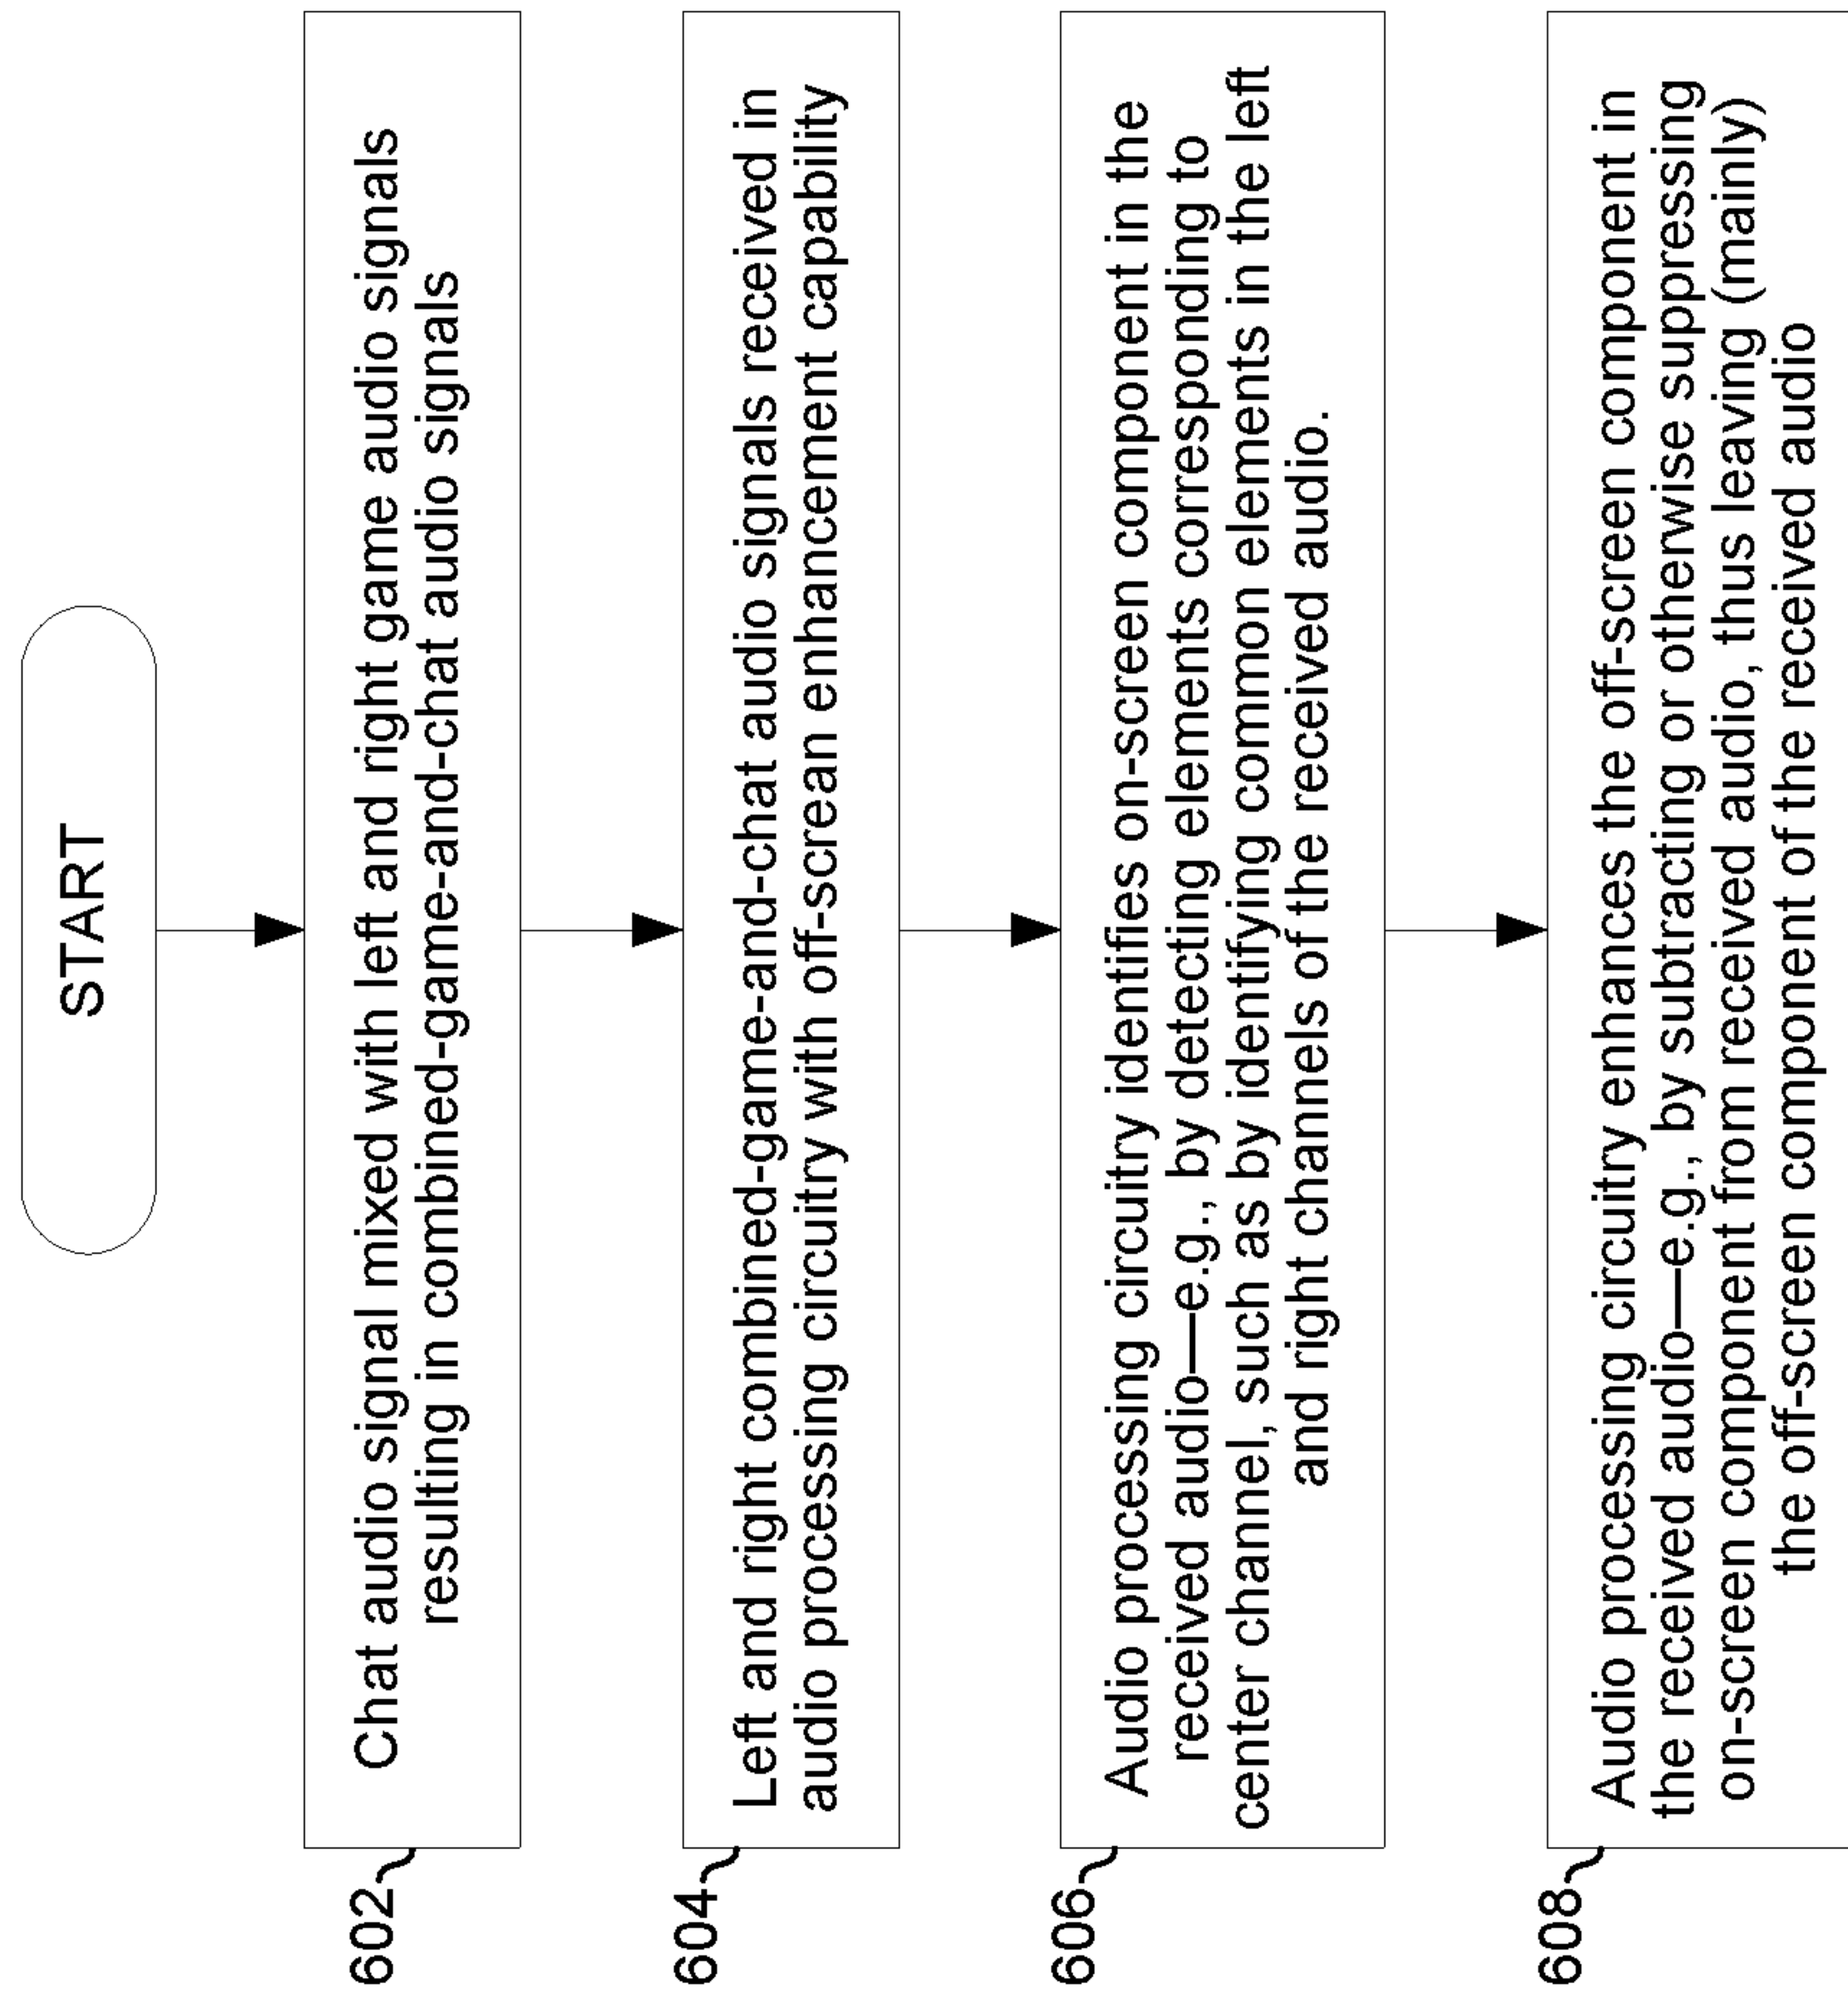 START
602
Chat audio signal mixed with left and right game audio signals
resulting in combined-game-and-chat audio signals
604
Left and right combined-game-and-chat audio signals received in
audio processing circuitry with off-screan enhancement capability
606
Audio processing circuitry identifies on-screen component in the
received audio—e.g., by detecting elements corresponding to
center channel, such as by identifying common elements in the left
and right channels of the received audio.
608
Audio processing circuitry enhances the off-screen component in
the received audio—e.g., by subtracting or otherwise suppressing
on-screen component from received audio, thus leaving (mainly)
the off-screen component of the received audio